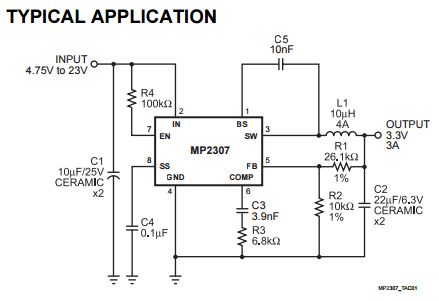 TYPICAL APPLICATION
INPUT
4.75V to 23V
C5
10nF
R4
100kΩ
L1
10µH
4A
OUTPUT
3.3V
3A
2
1
IN
BS
7
EN
SW
3
MP2307
R1
26.1kΩ
1%
8
SS
FB
5
GND
COMP
4
6
C1
10µF/25V
CERAMIC
x2
C4
0.1µF
C3
3.9nF
R3
6.8kΩ
R2
10kΩ
1%
C2
22µF/6.3V
CERAMIC
x2
MP2307_TAC01